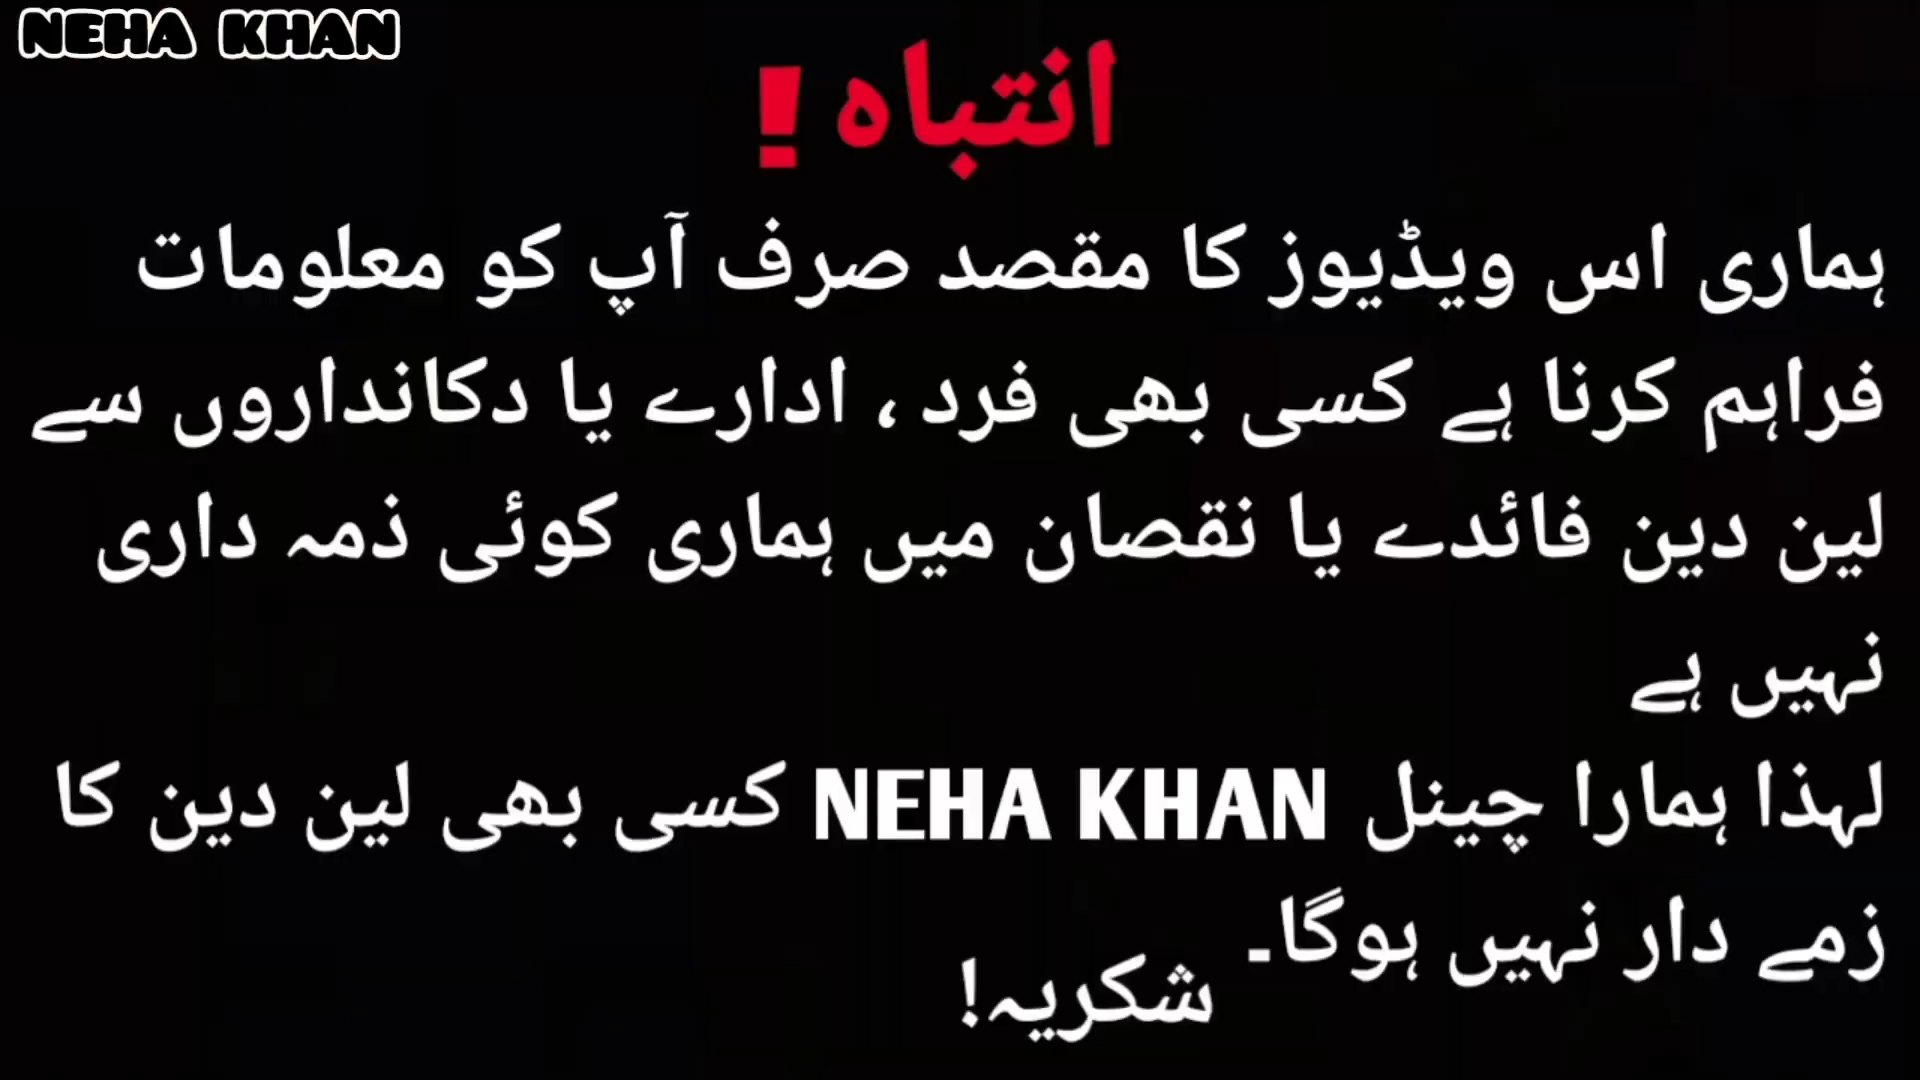 NEHA KHAN
انتباہ !
ہماری اس ویڈیوز کا مقصد صرف آپ کو معلومات
فراہم کرنا ہے کسی بھی فرد ، ادارے یا دکانداروں سے
لین دین فائدے یا نقصان میں ہماری کوئی ذمہ داری
نہیں ہے
لہذا ہمارا چینل NEHA KHAN کسی بھی لین دین کا
زمے دار نہیں ہوگا۔
شکریہ!